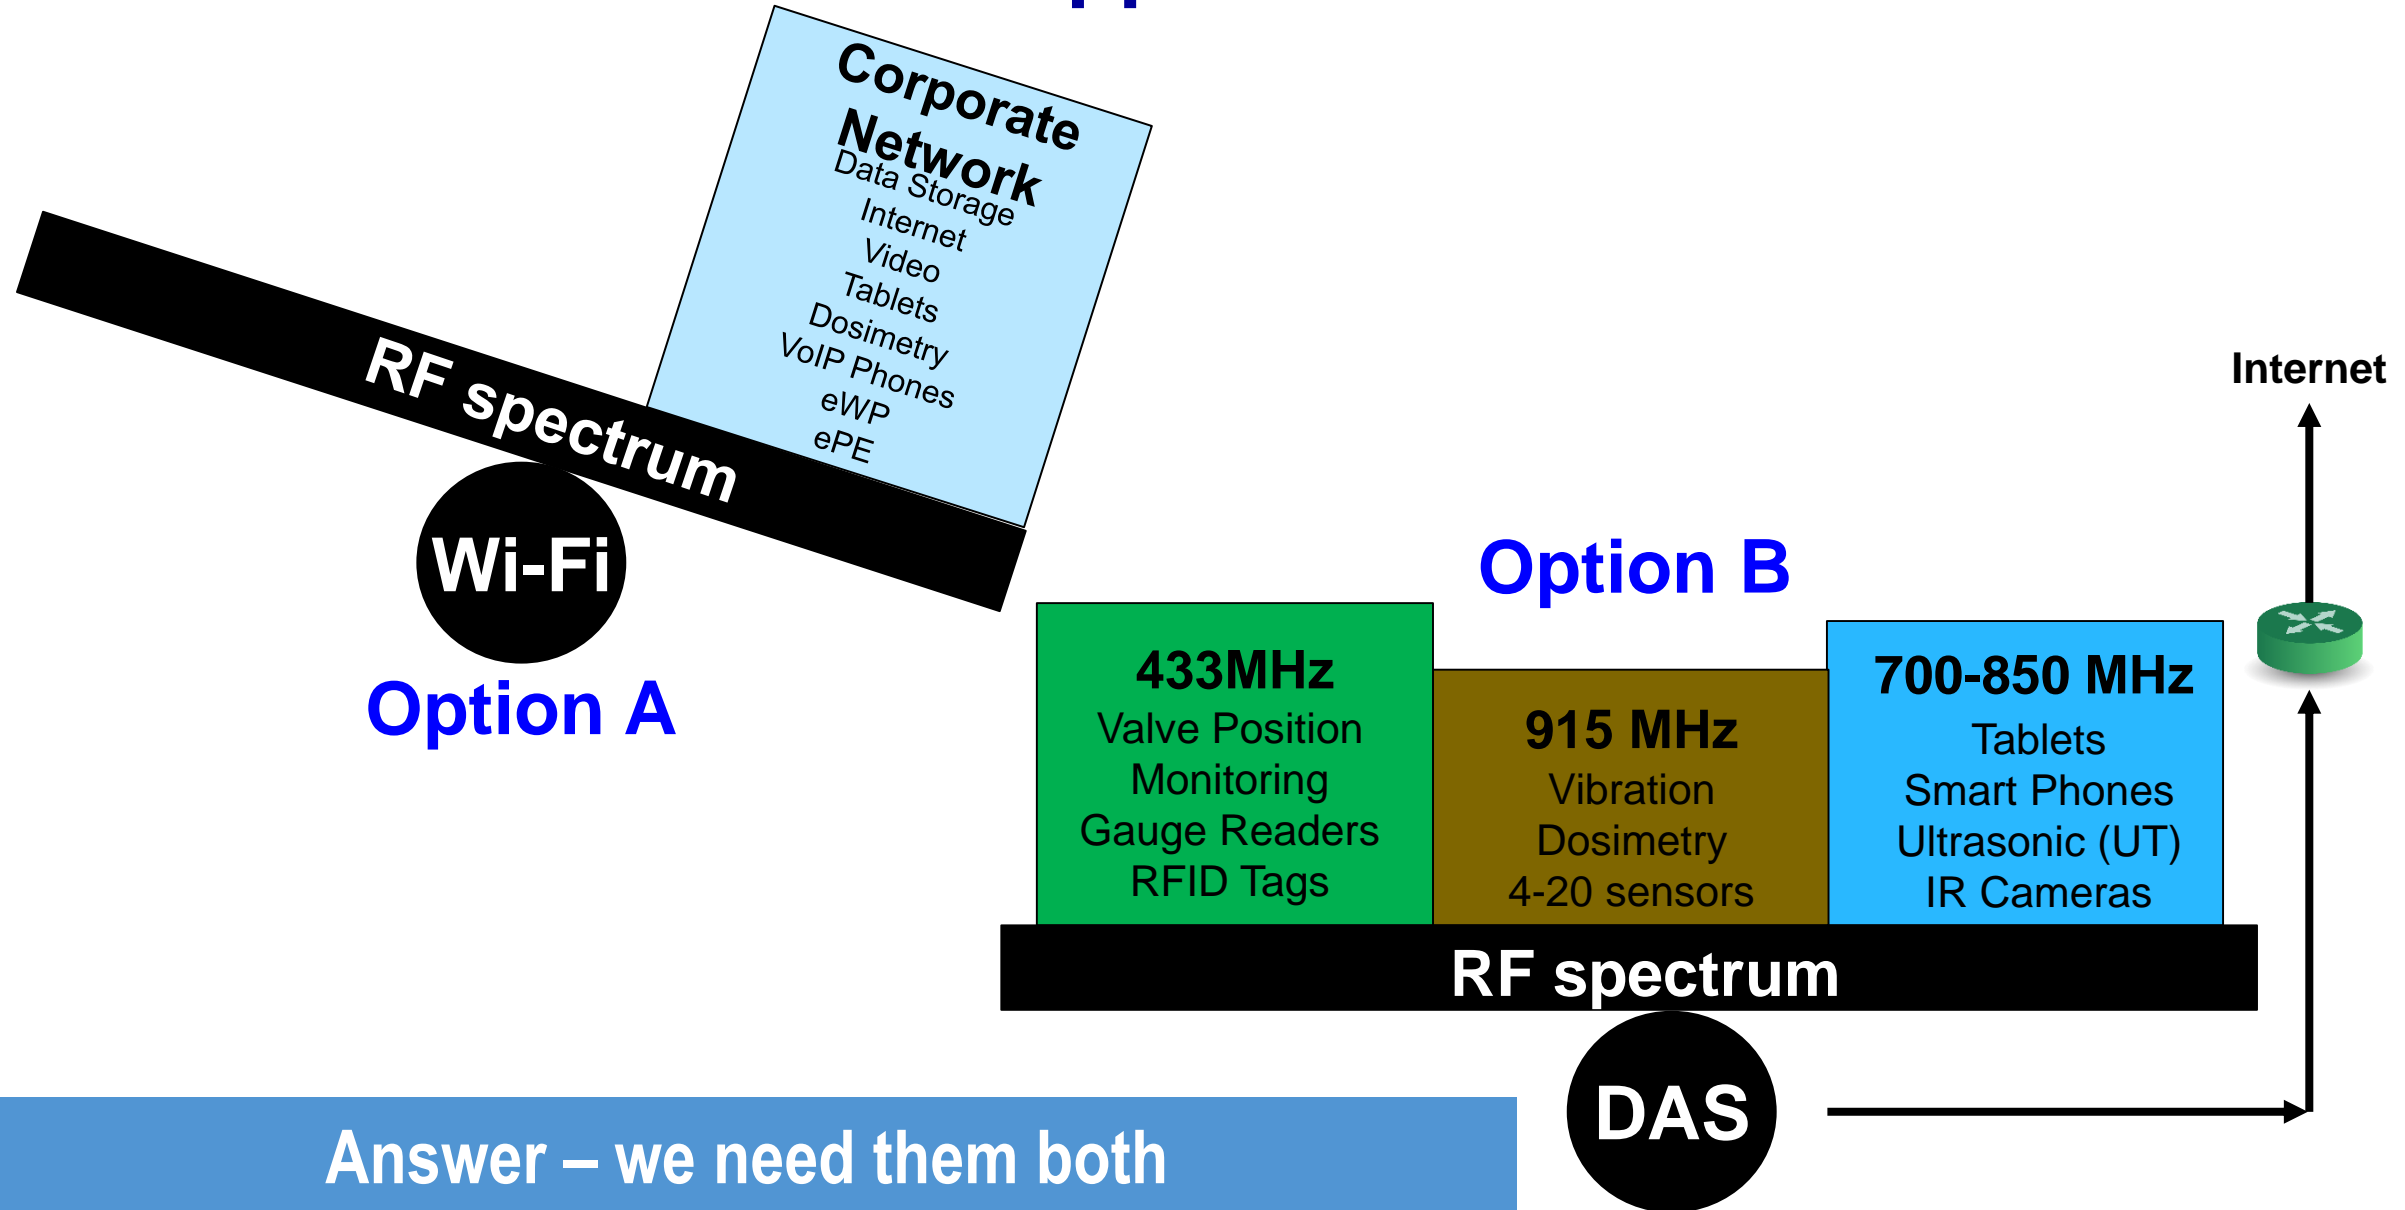 Corporate
Network
Data Storage
Internet
Video
Tablets
Dosimetry
VoIP Phones
eWP
ePE
RF spectrum
Wi-Fi
Option A
Internet
Option B
433MHz
Valve Position
Monitoring
Gauge Readers
RFID Tags
915 MHz
Vibration
Dosimetry
4-20 sensors
700-850 MHz
Tablets
Smart Phones
Ultrasonic (UT)
IR Cameras
RF spectrum
DAS
Answer – we need them both